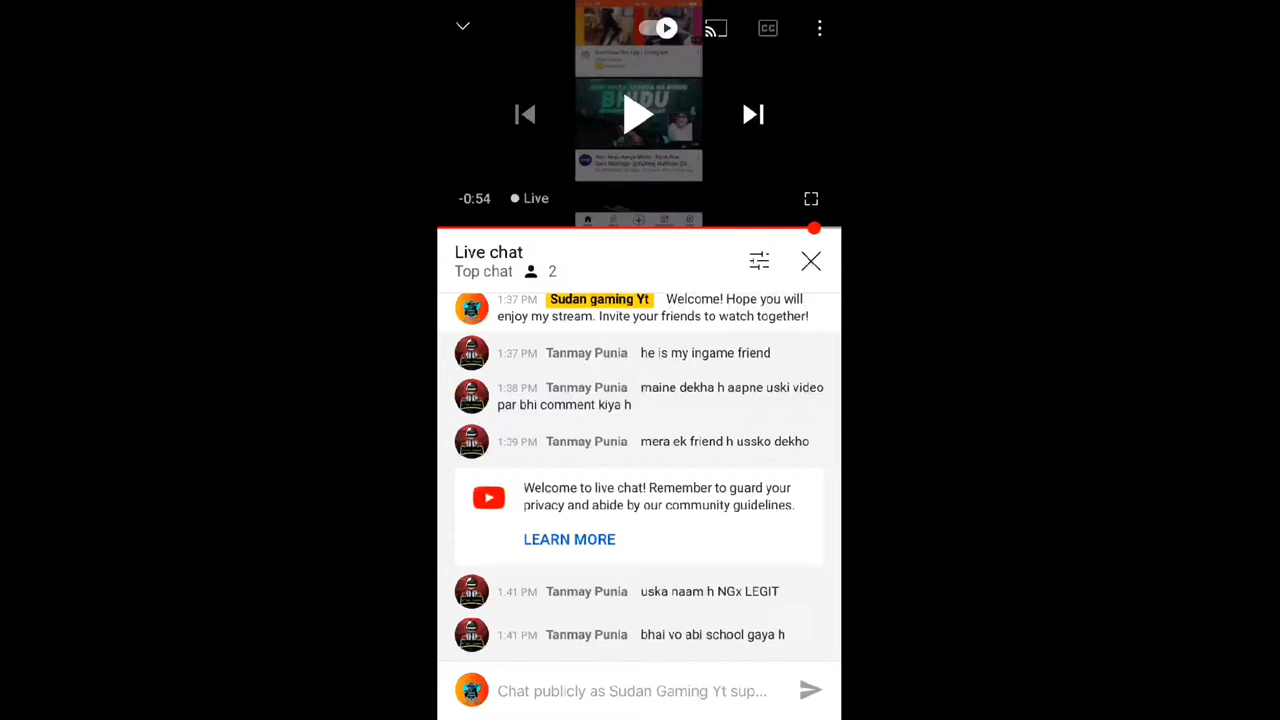 CC
BHIDU
-0:54 Live
Live chat
Top chat 2
1:37 PM Sudan gaming Yt Welcome! Hope you will
enjoy my stream. Invite your friends to watch together!
1:37 PM Tanmay Punia he is my ingame friend
1:38 PM Tanmay Punia maine dekha h aapne uski video
par bhi comment kiya h
1:39 PM Tanmay Punia mera ek friend h ussko dekho
Welcome to live chat! Remember to guard your
privacy and abide by our community guidelines.
LEARN MORE
1:41 PM Tanmay Punia uska naam h NGx LEGIT
1:41 PM Tanmay Punia bhai vo abi school gaya h
Chat publicly as Sudan Gaming Yt sup...